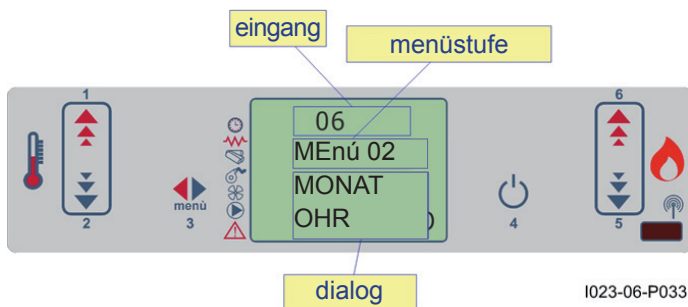 eingang
menüstufe
1
6
06
MEnú 02
MONAT
OHR
menù
2
3
4
5
dialog
I023-06-P033